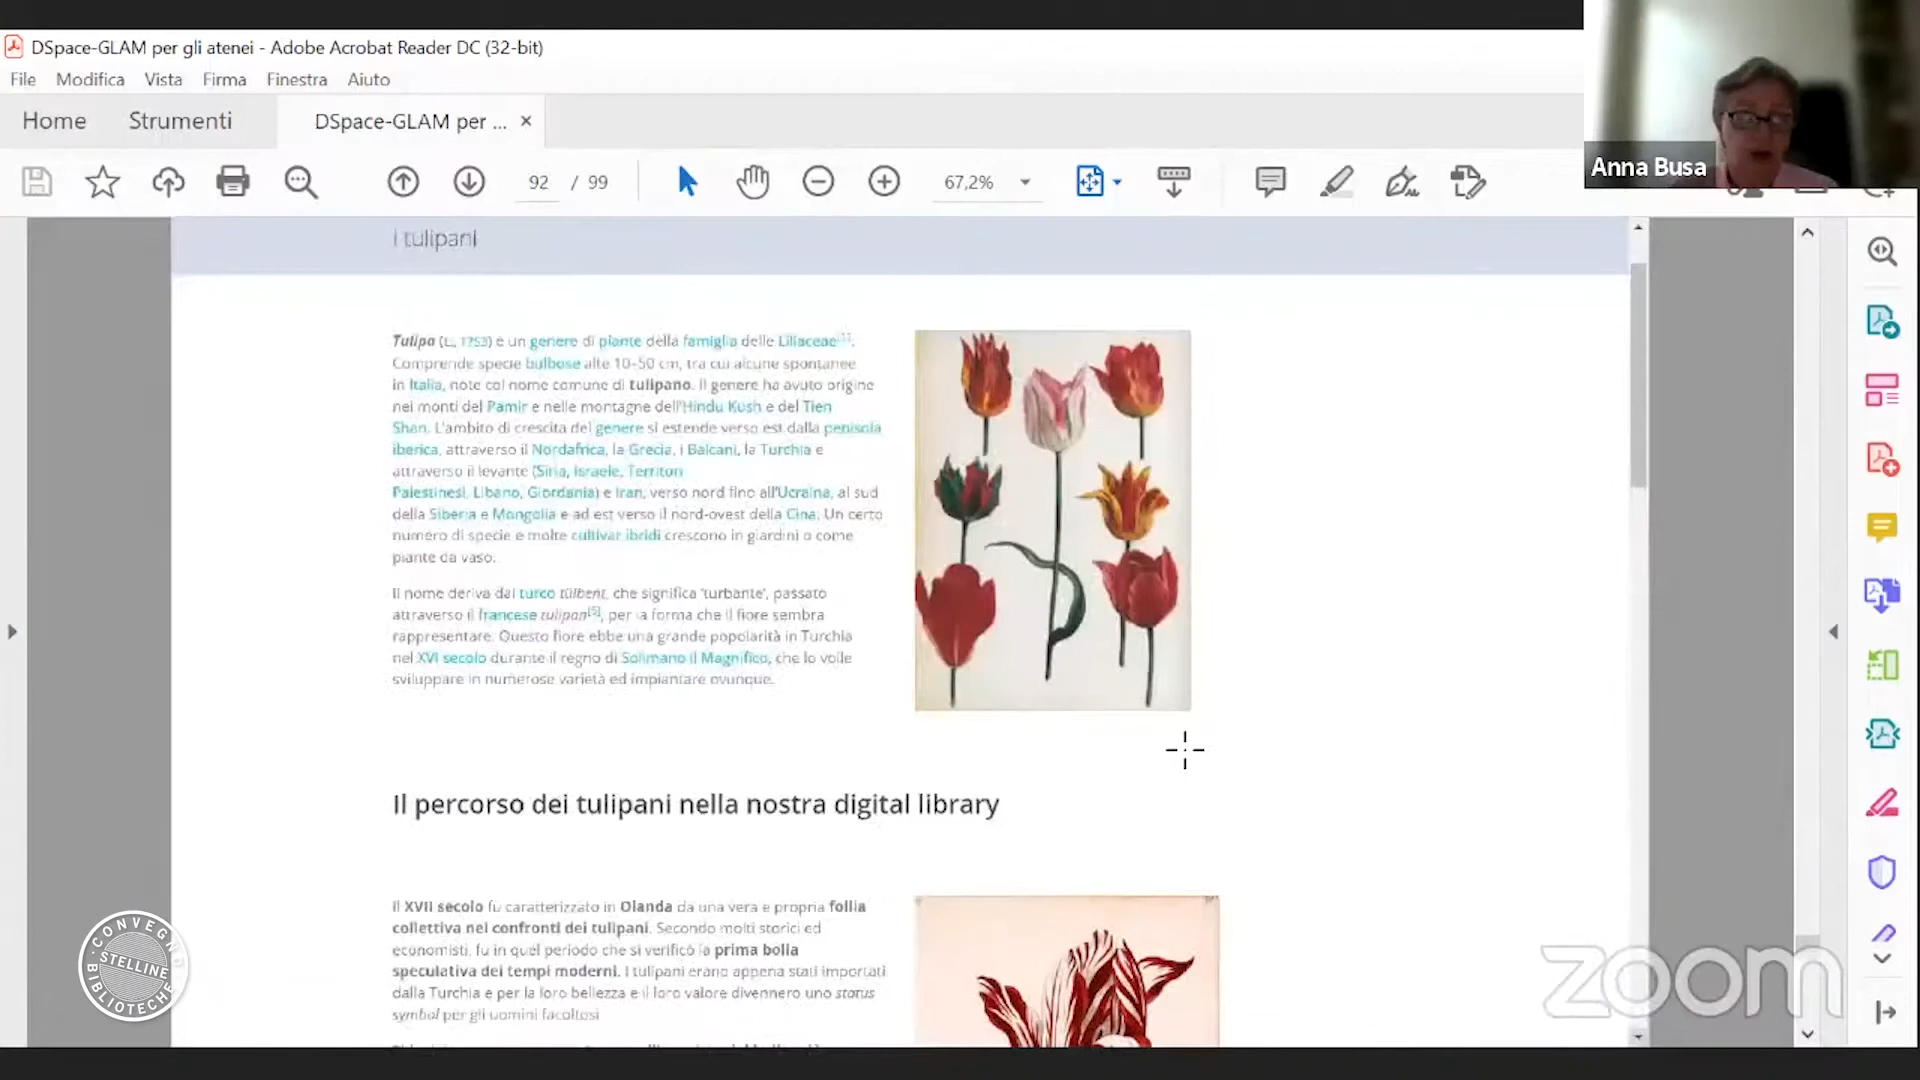 DSpace-GLAM per gli atenei - Adobe Acrobat Reader DC (32-bit)
File Modifica Vista Firma Finestra Aiuto
Home Strumenti DSpace-GLAM per ... ×
92 / 99 67,2%
Anna Busa
i tulipani
Tulipa (L., 1753) è un genere di piante della famiglia delle Liliaceae[1].
Comprende specie bulbose alte 10-50 cm, tra cui alcune spontanee
in Italia, note col nome comune di tulipano. Il genere ha avuto origine
nei monti del Pamir e nelle montagne dell'Hindu Kush e del Tien
Shan. L'ambito di crescita del genere si estende verso est dalla penisola
iberica, attraverso il Nordafrica, la Grecia, i Balcani, la Turchia e
attraverso il levante (Siria, Israele, Territori
Palestinesi, Libano, Giordania) e Iran, verso nord fino all'Ucraina, al sud
della Siberia e Mongolia e ad est verso il nord-ovest della Cina. Un certo
numero di specie e molte cultivar ibridi crescono in giardini o come
piante da vaso.
Il nome deriva dal turco tülbent, che significa 'turbante', passato
attraverso il francese tulipan[5], per la forma che il fiore sembra
rappresentare. Questo fiore ebbe una grande popolarità in Turchia
nel XVI secolo durante il regno di Solimano il Magnifico, che lo volle
sviluppare in numerose varietà ed impiantare ovunque.
Il percorso dei tulipani nella nostra digital library
Il XVII secolo fu caratterizzato in Olanda da una vera e propria follia
collettiva nei confronti dei tulipani. Secondo molti storici ed
economisti, fu in quel periodo che si verificò la prima bolla
speculativa dei tempi moderni. I tulipani erano appena stati importati
dalla Turchia e per la loro bellezza e il loro valore divennero uno status
symbol per gli uomini facoltosi
CONVEGNO
STELLINE
BIBLIOTECHE
zoom